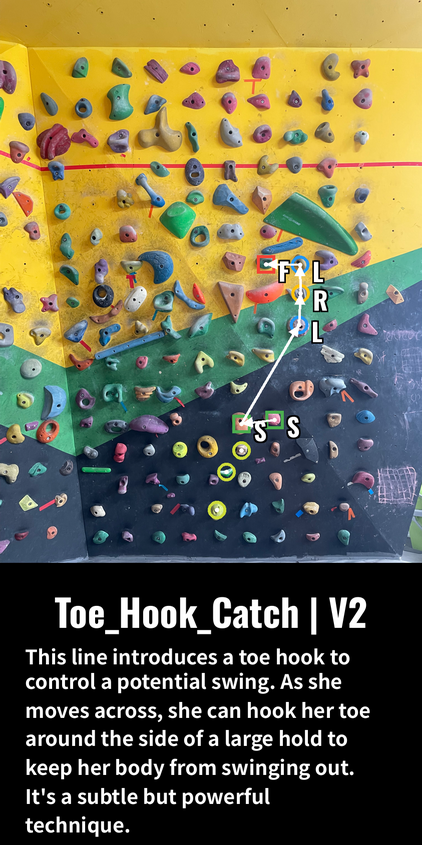 F L
R
L
S S
Toe_Hook_Catch | V2
This line introduces a toe hook to
control a potential swing. As she
moves across, she can hook her toe
around the side of a large hold to
keep her body from swinging out.
It's a subtle but powerful
technique.